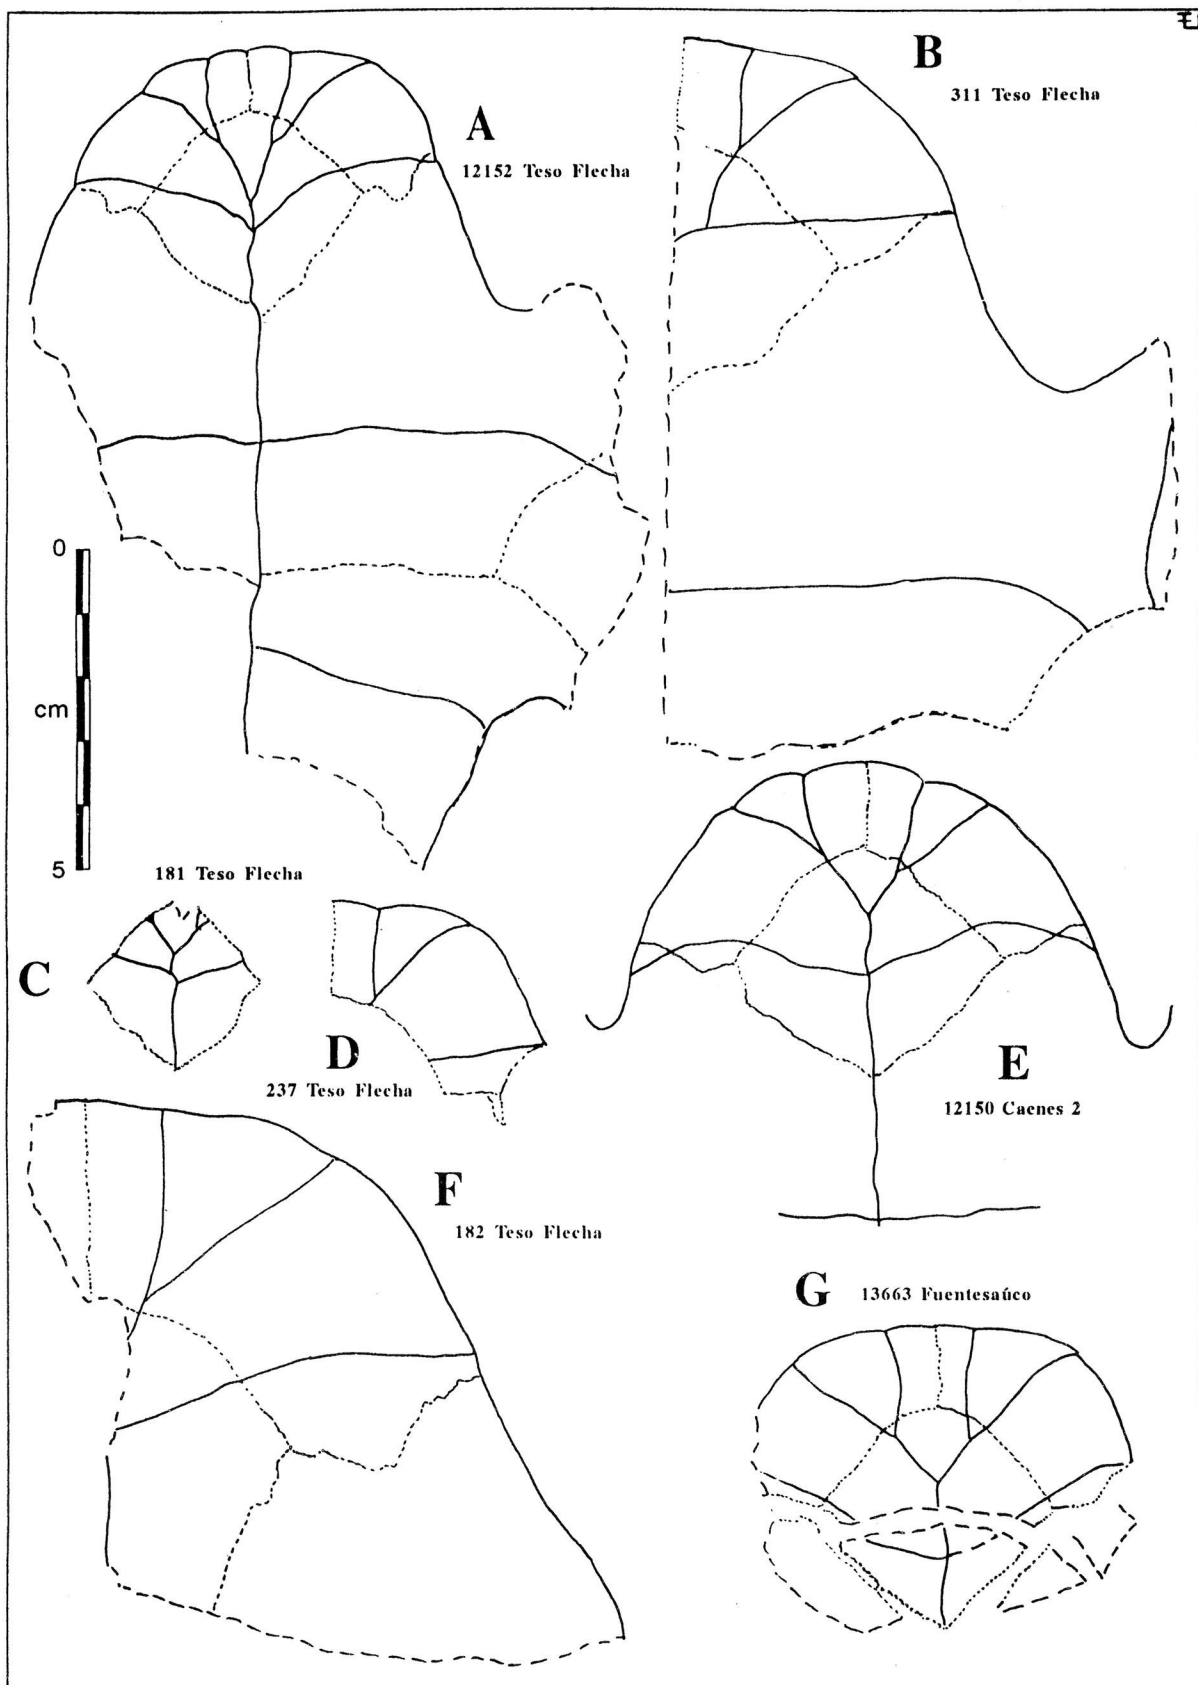 A
12152 Teso Flecha
B
311 Teso Flecha
0
cm
5
181 Teso Flecha
C
D
237 Teso Flecha
E
12150 Caenes 2
F
182 Teso Flecha
G 13663 Fuentesaúco